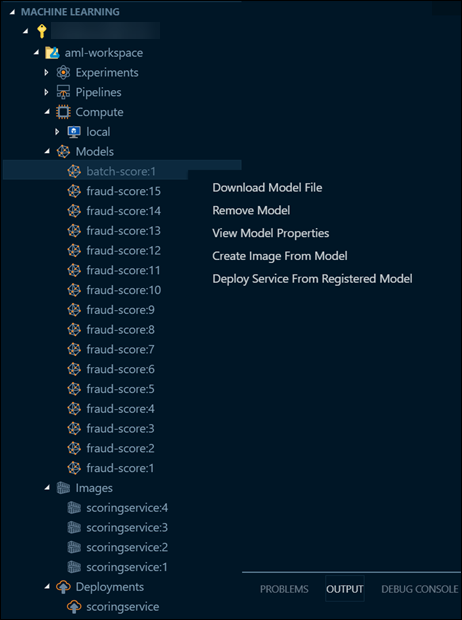 MACHINE LEARNING
aml-workspace
Experiments
Pipelines
Compute
local
Models
batch-score:1
fraud-score:15
fraud-score:14
fraud-score:13
fraud-score:12
fraud-score:11
fraud-score:10
fraud-score:9
fraud-score:8
fraud-score:7
fraud-score:6
fraud-score:5
fraud-score:4
fraud-score:3
fraud-score:2
fraud-score:1
Images
scoringservice:4
scoringservice:3
scoringservice:2
scoringservice:1
Deployments
scoringservice
Download Model File
Remove Model
View Model Properties
Create Image From Model
Deploy Service From Registered Model
PROBLEMS OUTPUT DEBUG CONSOLE